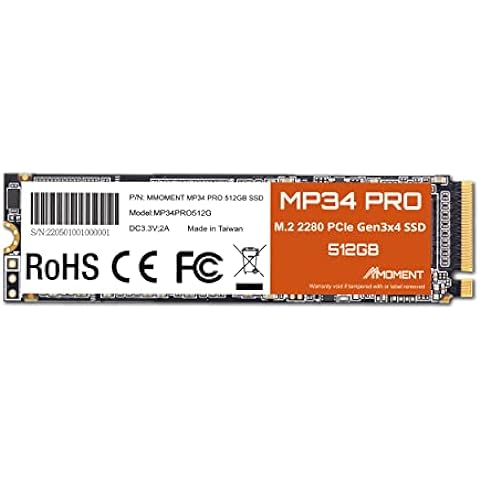 P/N: MMOMENT MP34 PRO 512GB SSD
Model:MP34PRO512G
DC3.3V;2A Made in Taiwan
S/N:220501001000001
RoHS CE FC
MP34 PRO
M.2 2280 PCIe Gen3x4 SSD
512GB
MMOMENT
Warranty void if tampered with or label removed